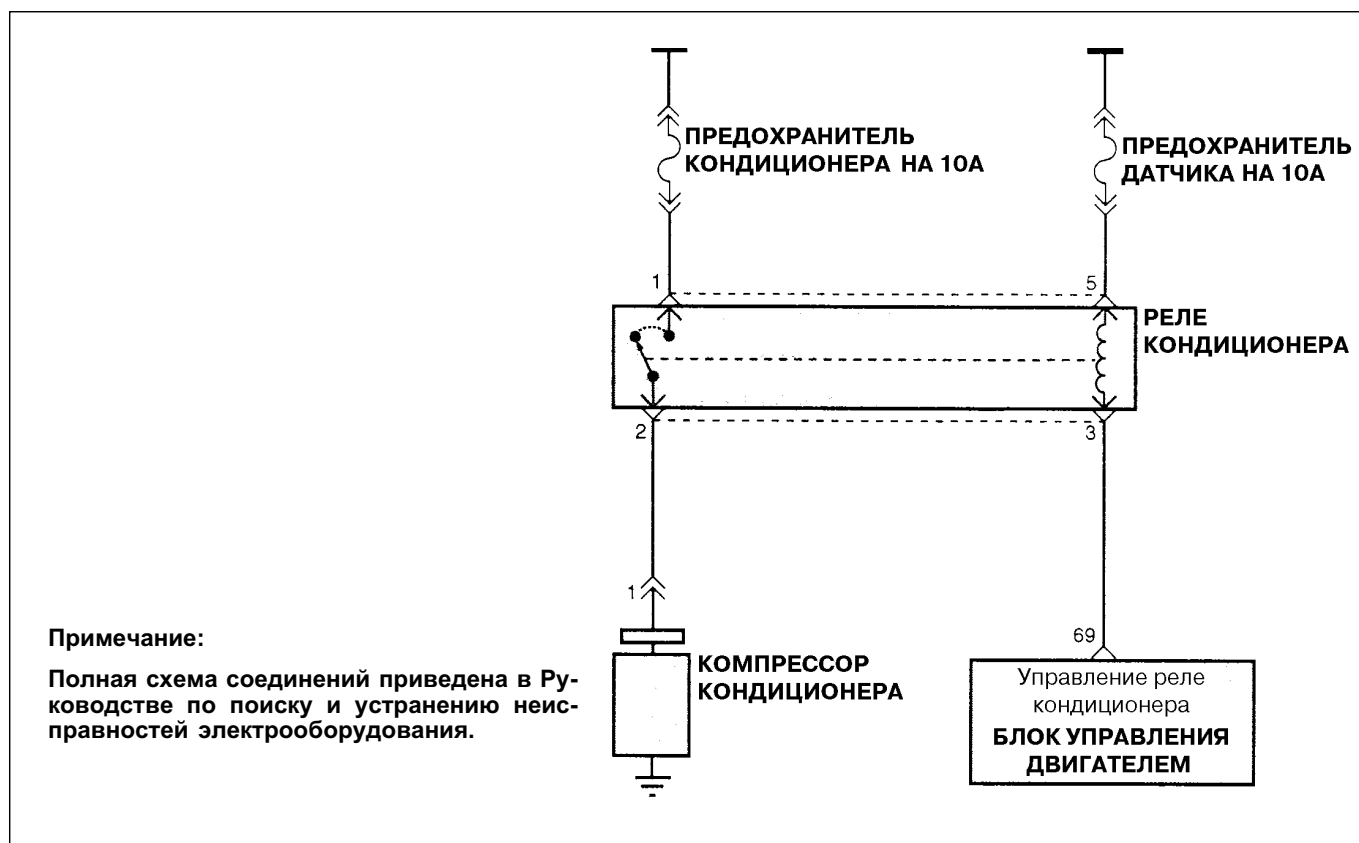 ПРЕДОХРАНИТЕЛЬ
КОНДИЦИОНЕРА НА 10А
ПРЕДОХРАНИТЕЛЬ
ДАТЧИКА НА 10А
1
5
РЕЛЕ
КОНДИЦИОНЕРА
2
3
1
69
Примечание:
Полная схема соединений приведена в Ру-
ководстве по поиску и устранению неис-
правностей электрооборудования.
КОМПРЕССОР
КОНДИЦИОНЕРА
Управление реле
кондиционера
БЛОК УПРАВЛЕНИЯ
ДВИГАТЕЛЕМ